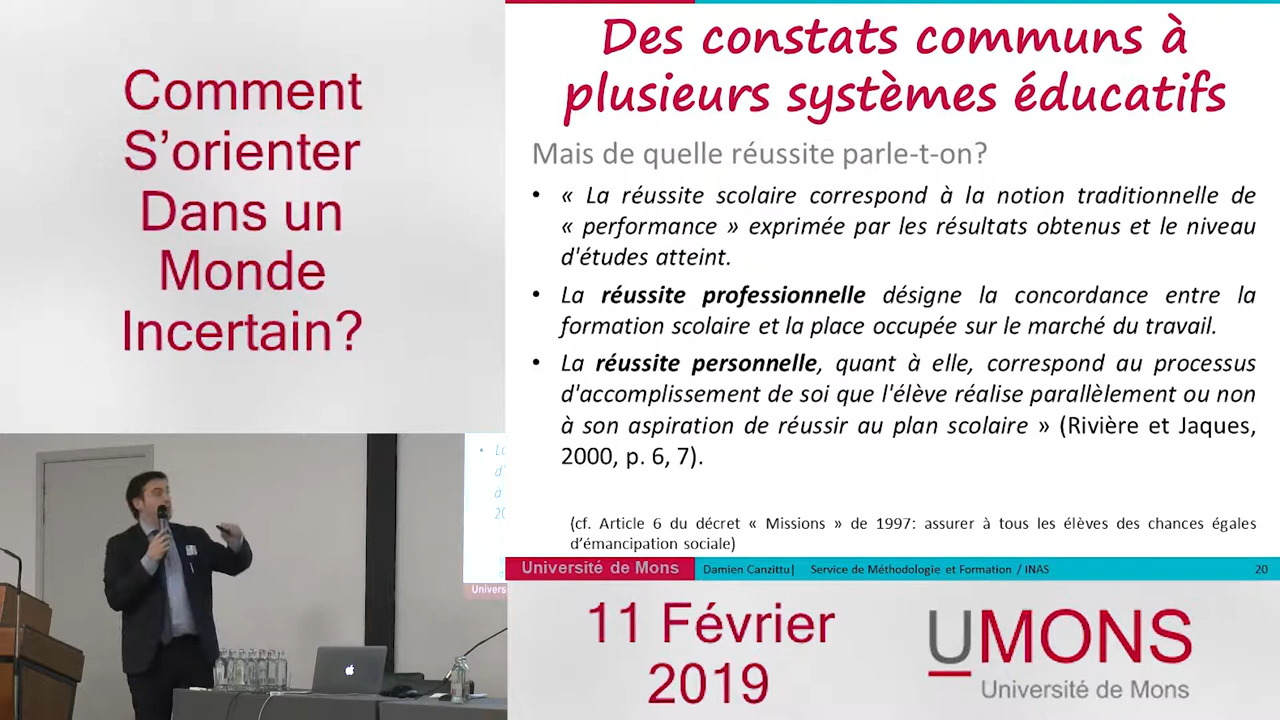 Comment
S'orienter
Dans un
Monde
Incertain?
Des constats communs à
plusieurs systèmes éducatifs
Mais de quelle réussite parle-t-on?
• « La réussite scolaire correspond à la notion traditionnelle de
« performance » exprimée par les résultats obtenus et le niveau
d'études atteint.
• La réussite professionnelle désigne la concordance entre la
formation scolaire et la place occupée sur le marché du travail.
• La réussite personnelle, quant à elle, correspond au processus
d'accomplissement de soi que l'élève réalise parallèlement ou non
à son aspiration de réussir au plan scolaire » (Rivière et Jaques,
2000, p. 6, 7).
(cf. Article 6 du décret « Missions » de 1997: assurer à tous les élèves des chances égales
d'émancipation sociale)
Université de Mons Damien Canzittu| Service de Méthodologie et Formation / INAS 20
11 Février
2019
UMONS
Université de Mons